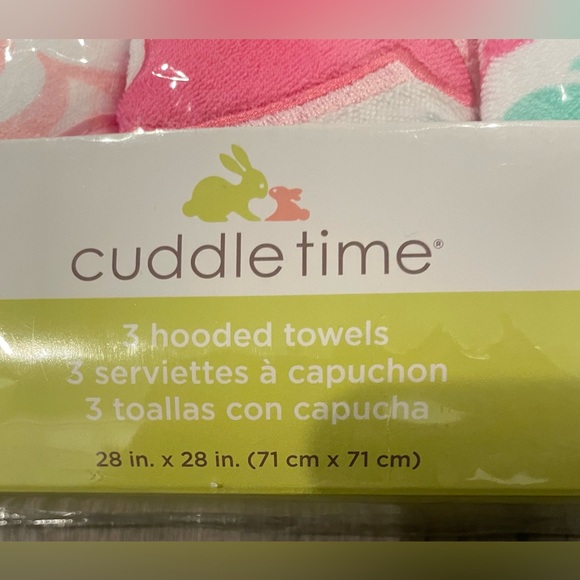 cuddletime®
3 hooded towels
3 serviettes à capuchon
3 toallas con capucha
28 in. x 28 in. (71 cm x 71 cm)